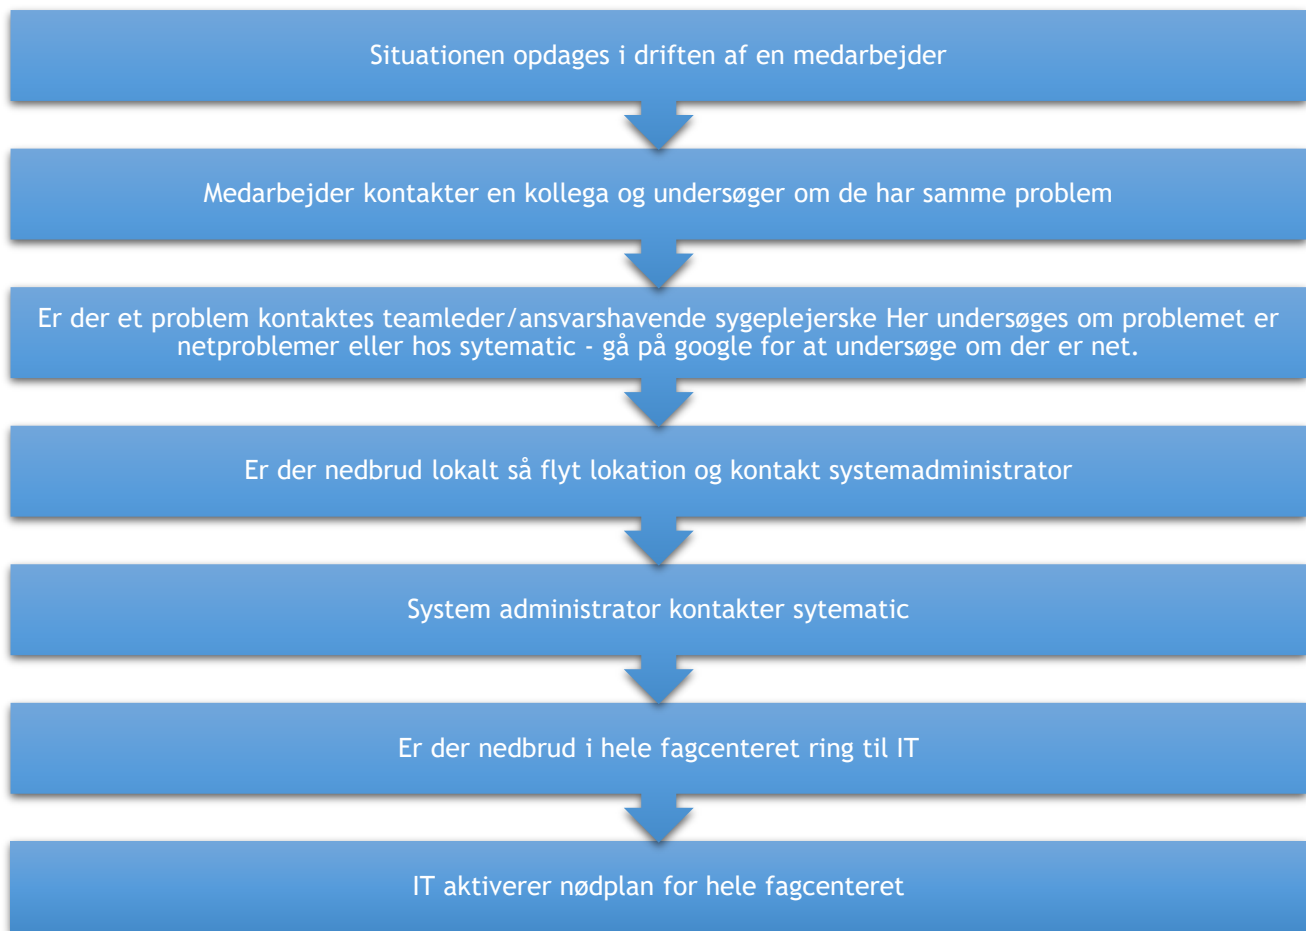 Situationen opdages i driften af en medarbejder
Medarbejder kontakter en kollega og undersøger om de har samme problem
Er der et problem kontaktes teamleder/ansvarshavende sygeplejerske Her undersøges om problemet er
netproblemer eller hos sytematic - gå på google for at undersøge om der er net.
Er der nedbrud lokalt så flyt lokation og kontakt systemadministrator
System administrator kontakter sytematic
Er der nedbrud i hele fagcenteret ring til IT
IT aktiverer nødplan for hele fagcenteret